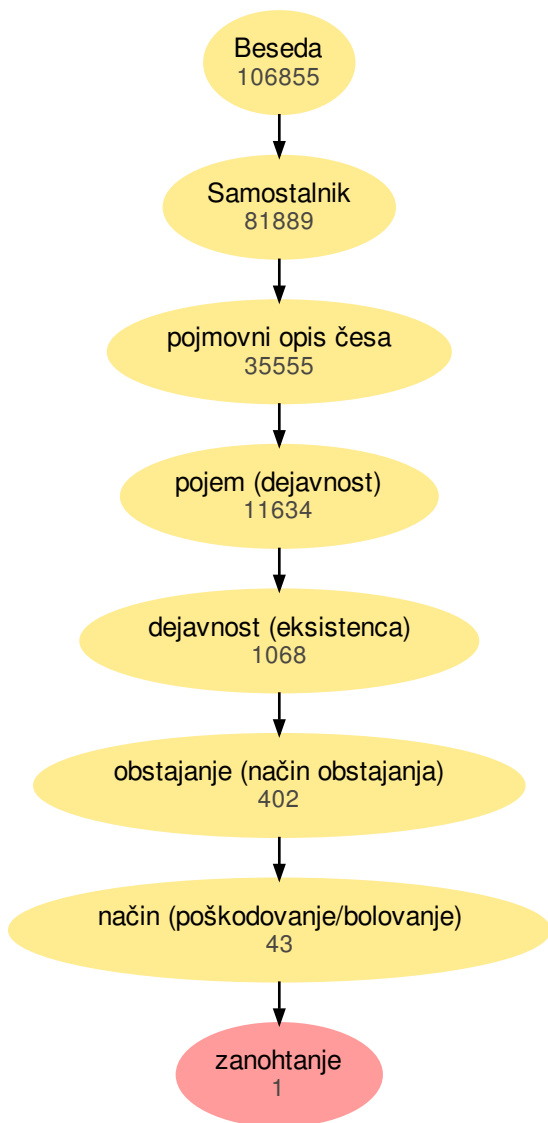 Beseda
106855
Samostalnik
81889
pojmovni opis česa
35555
pojem (dejavnost)
11634
dejavnost (eksistenca)
1068
obstajanje (način obstajanja)
402
način (poškodovanje/bolovanje)
43
zanohtanje
1